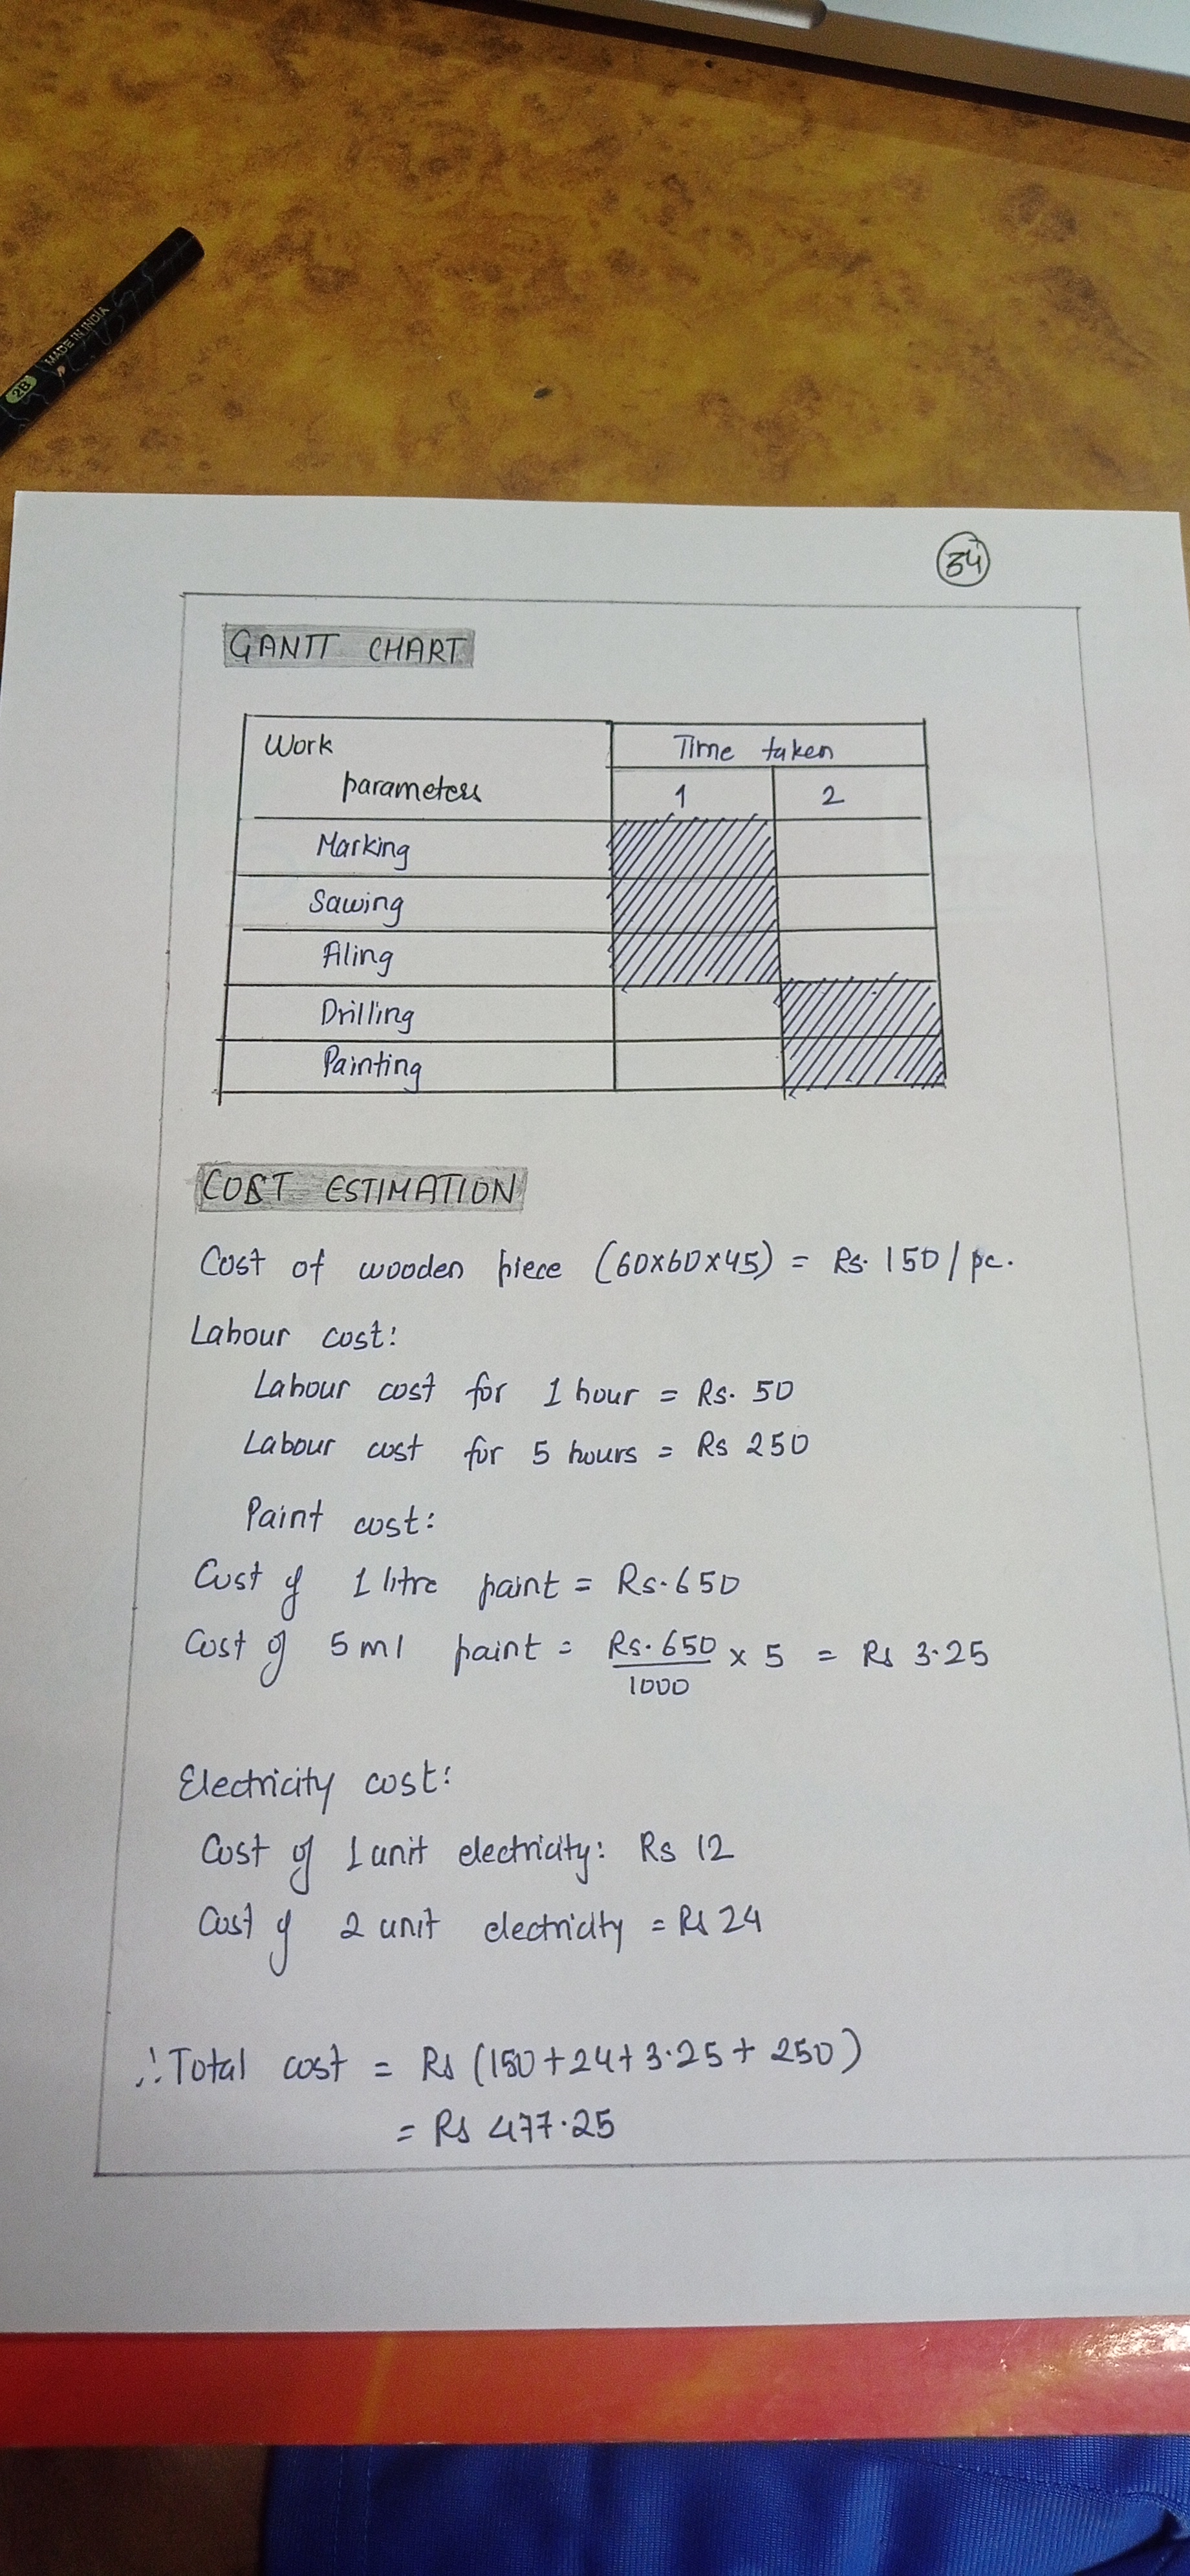 2B MADE IN INDIA
34
GANTT CHART
Work
parameters
Time taken
1 2
Marking
Sawing
Filing
Drilling
Painting
COST ESTIMATION
Cost of wooden piece (60x60x45) = Rs. 150/pc.
Labour cost:
Labour cost for 1 hour = Rs. 50
Labour cost for 5 hours = Rs 250
Paint cost:
Cost of 1 litre paint = Rs. 650
Cost of 5 ml paint = Rs. 650/1000 x 5 = Rs 3.25
Electricity cost:
Cost of 1 unit electricity: Rs 12
Cost of 2 unit electricity = Rs 24
∴ Total cost = Rs (150+24+3.25+250)
= Rs 477.25